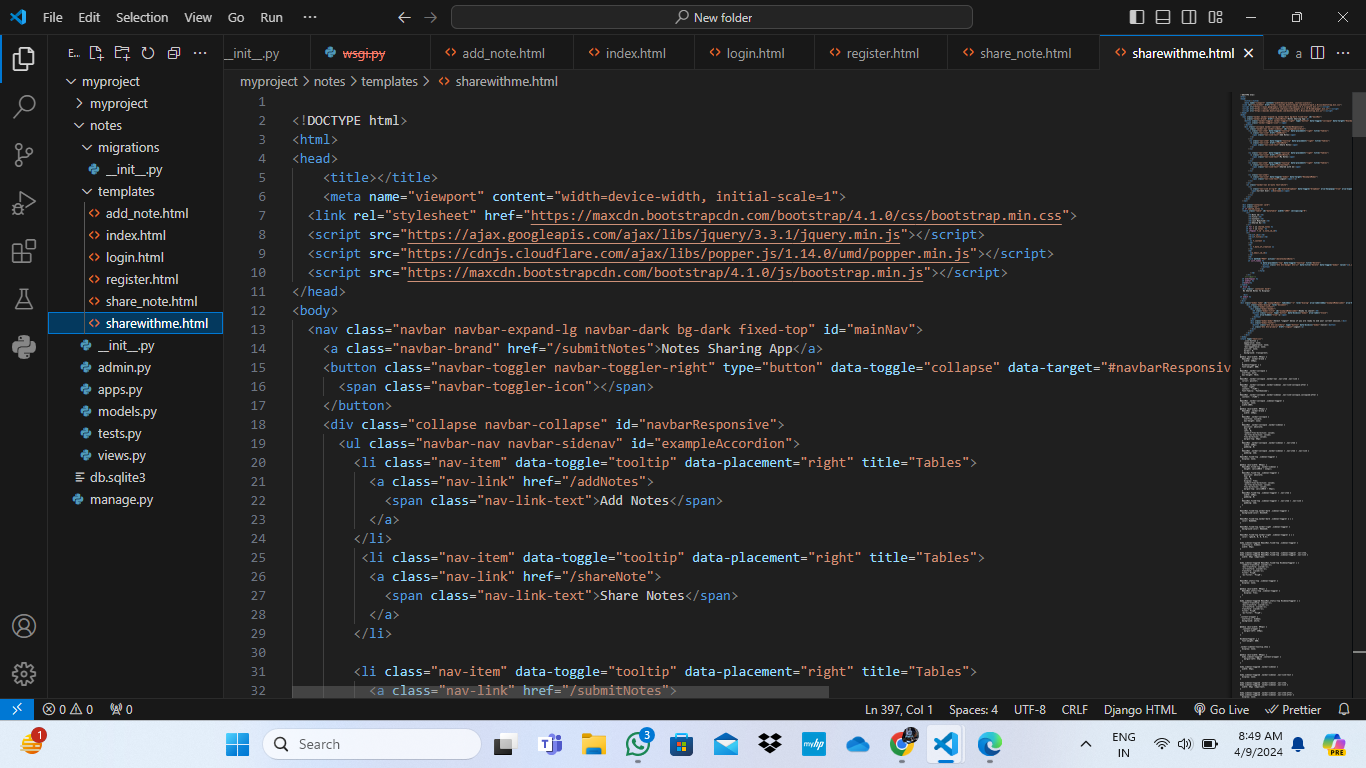 File Edit Selection View Go Run ··· New folder
E...
__init__.py wsgi.py add_note.html index.html login.html register.html share_note.html sharewithme.html a
myproject > notes > templates > sharewithme.html
myproject
myproject
notes
migrations
__init__.py
templates
add_note.html
index.html
login.html
register.html
share_note.html
sharewithme.html
__init__.py
admin.py
apps.py
models.py
tests.py
views.py
db.sqlite3
manage.py
1
2 <!DOCTYPE html>
3 <html>
4 <head>
5 <title></title>
6 <meta name="viewport" content="width-device-width, initial-scale=1">
7 <link rel="stylesheet" href="https://maxcdn.bootstrapcdn.com/bootstrap/4.1.0/css/bootstrap.min.css">
8 <script src="https://ajax.googleapis.com/ajax/libs/jquery/3.3.1/jquery.min.js"></script>
9 <script src="https://cdnjs.cloudflare.com/ajax/libs/popper.js/1.14.0/umd/popper.min.js"></script>
10 <script src="https://maxcdn.bootstrapcdn.com/bootstrap/4.1.0/js/bootstrap.min.js"></script>
11 </head>
12 <body>
13 <nav class="navbar navbar-expand-lg navbar-dark bg-dark fixed-top" id="mainNav">
14 <a class="navbar-brand" href="/submitNotes">Notes Sharing App</a>
15 <button class="navbar-toggler navbar-toggler-right" type="button" data-toggle="collapse" data-target="#navbarResponsiv
16 <span class="navbar-toggler-icon"></span>
17 </button>
18 <div class="collapse navbar-collapse" id="navbarResponsive">
19 <ul class="navbar-nav navbar-sidenav" id="exampleAccordion">
20 <li class="nav-item" data-toggle="tooltip" data-placement="right" title="Tables">
21 <a class="nav-link" href="/addNotes">
22 <span class="nav-link-text">Add Notes</span>
23 </a>
24 </li>
25 <li class="nav-item" data-toggle="tooltip" data-placement="right" title="Tables">
26 <a class="nav-link" href="/shareNote">
27 <span class="nav-link-text">Share Notes</span>
28 </a>
29 </li>
30
31 <li class="nav-item" data-toggle="tooltip" data-placement="right" title="Tables">
32 <a class="nav-link" href="/submitNotes">
0 0 0 Ln 397, Col 1 Spaces: 4 UTF-8 CRLF Django HTML Go Live Prettier
1 Search 3 myhp ENG IN 8:49 AM 4/9/2024 PRE